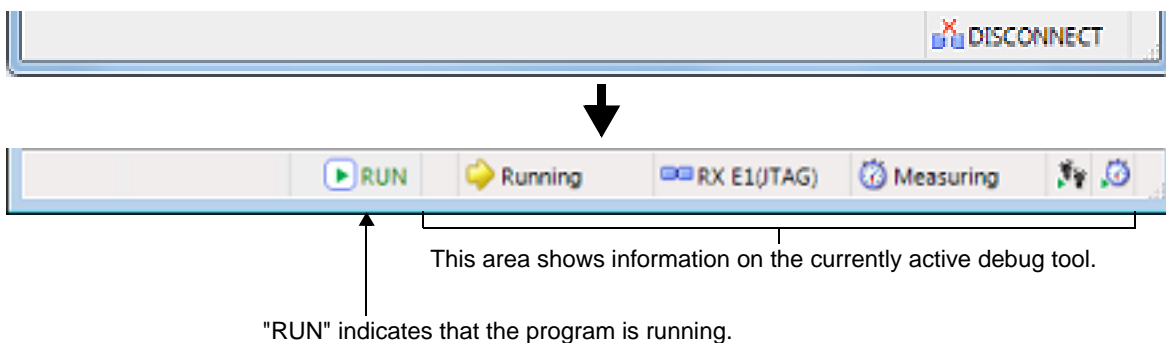 DISCONNECT
RUN Running RX E1(JTAG) Measuring
This area shows information on the currently active debug tool.
"RUN" indicates that the program is running.